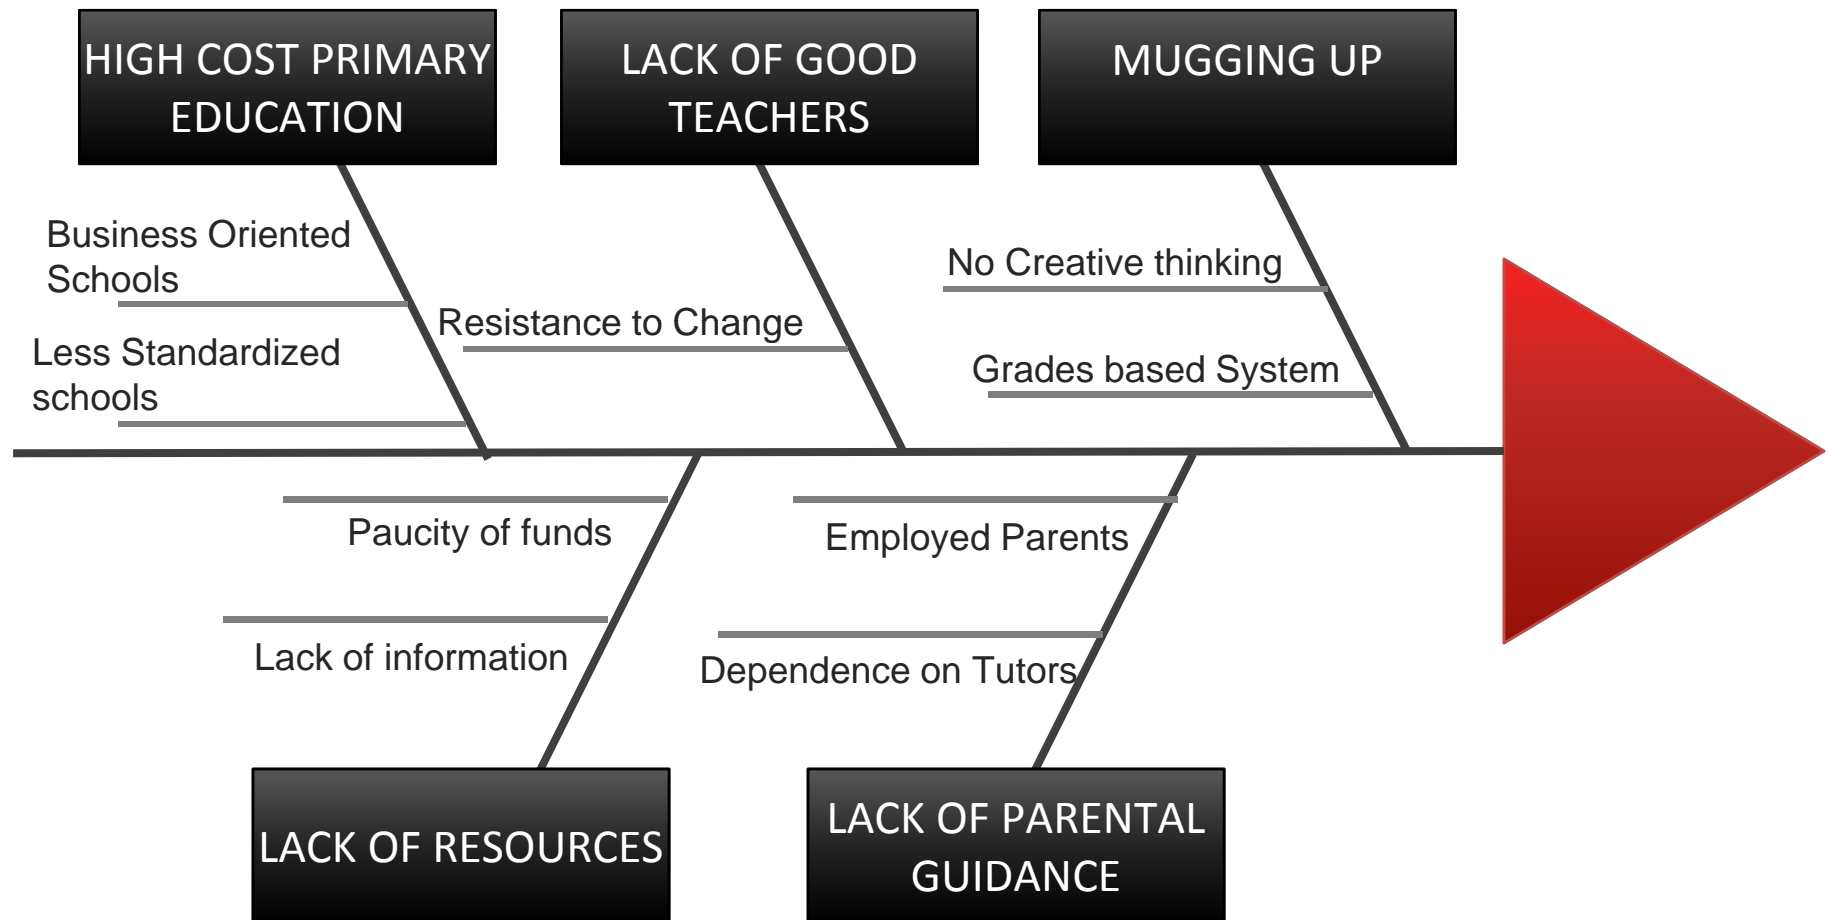 HIGH COST PRIMARY
EDUCATION
LACK OF GOOD
TEACHERS
MUGGING UP
Business Oriented
Schools
Less Standardized
schools
Resistance to Change
No Creative thinking
Grades based System
Paucity of funds
Lack of information
Employed Parents
Dependence on Tutors
LACK OF RESOURCES
LACK OF PARENTAL
GUIDANCE